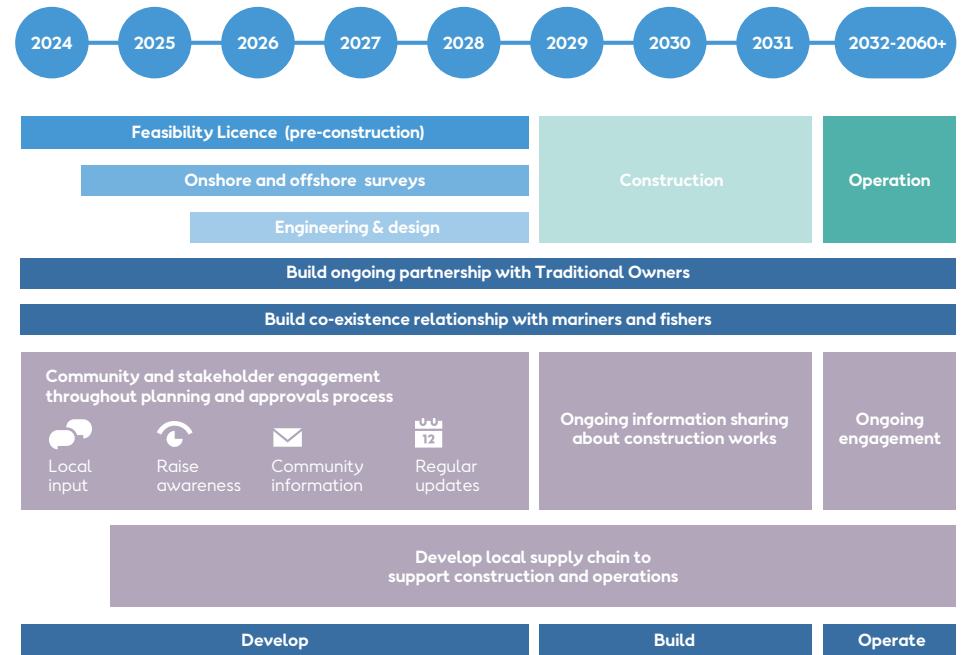 2024
2025
2026
2027
2028
2029
2030
2031
2032-2060+
Feasibility Licence (pre-construction)
Onshore and offshore surveys
Engineering & design
Construction
Operation
Build ongoing partnership with Traditional Owners
Build co-existence relationship with mariners and fishers
Community and stakeholder engagement
throughout planning and approvals process
Local
input
Raise
awareness
Community
information
12
Regular
updates
Ongoing information sharing
about construction works
Ongoing
engagement
Develop local supply chain to
support construction and operations
Develop
Build
Operate